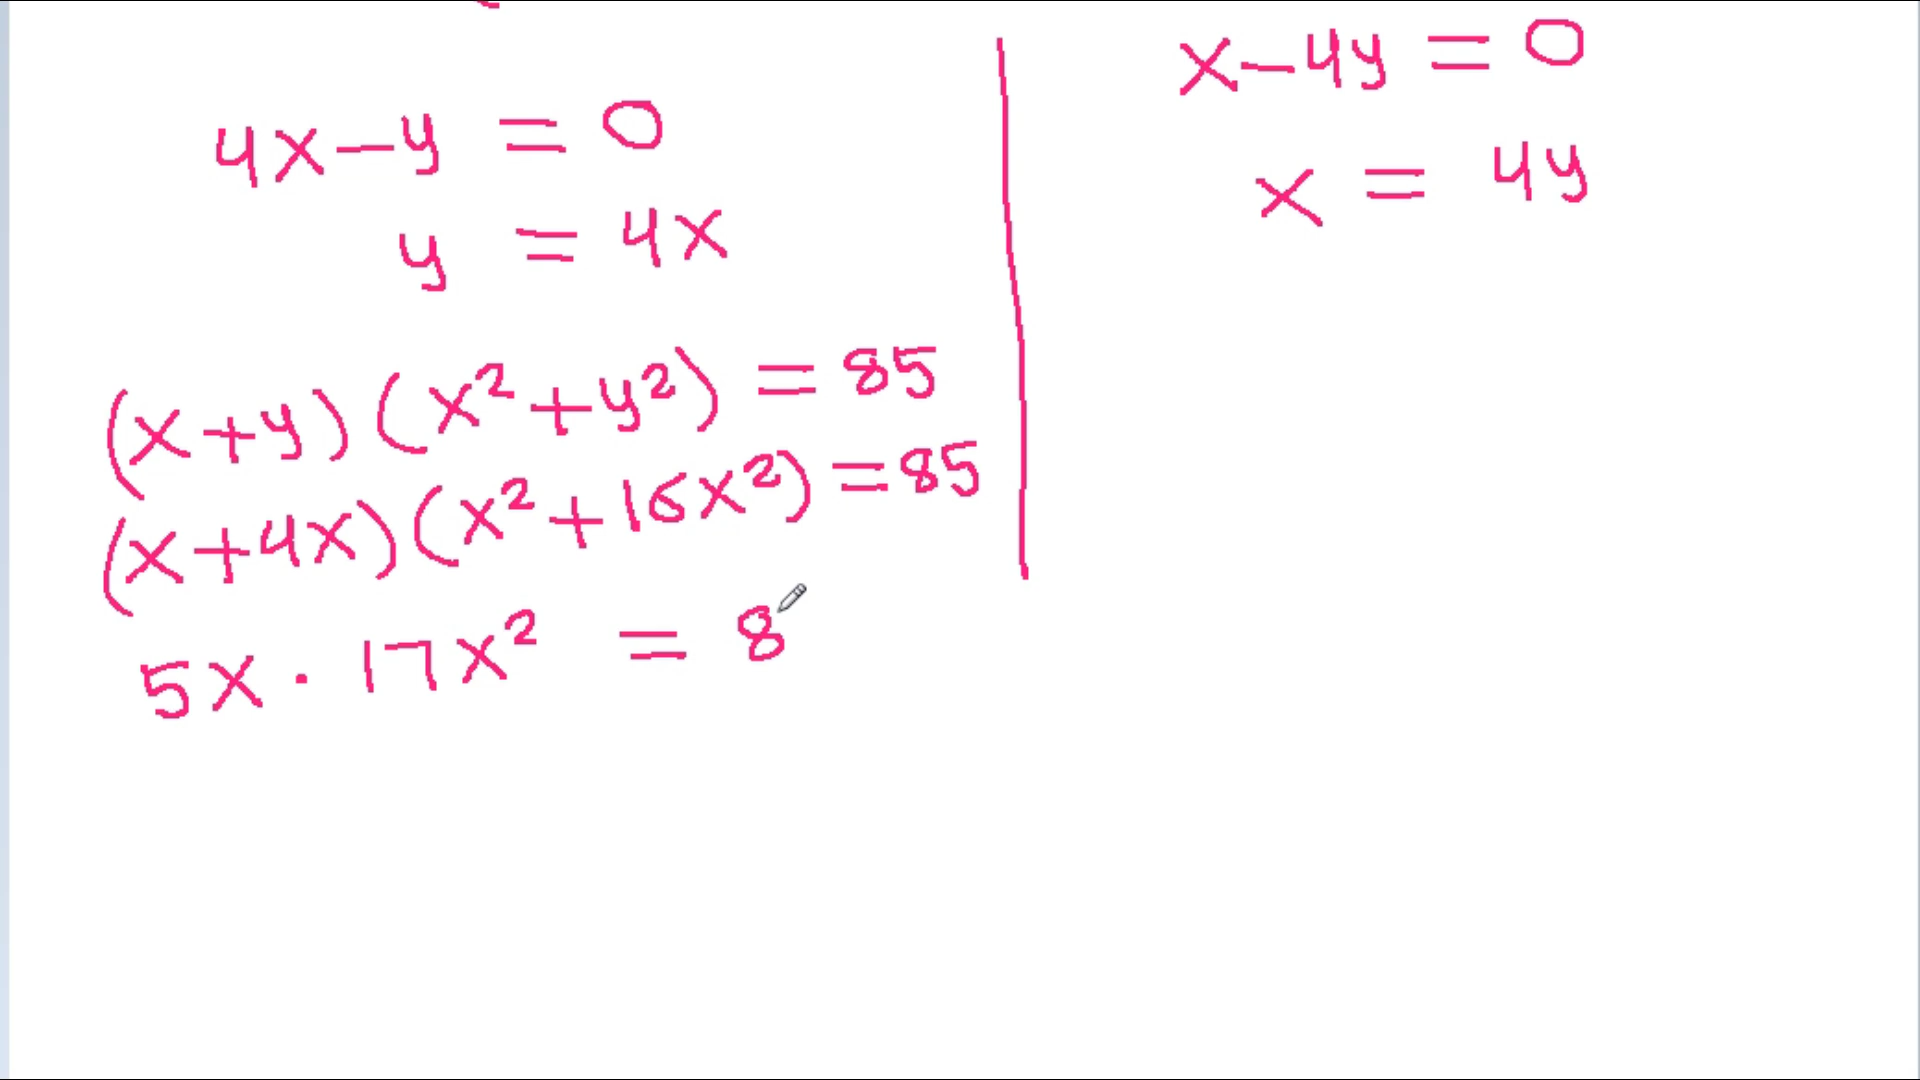 4x-y = 0
y = 4x
(x+y)(x²+y²) = 85
(x+4x)(x²+16x²) = 85
5x · 17x² = 8
x-4y = 0
x = 4y